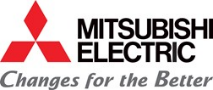 MITSUBISHI
ELECTRIC
Changes for the Better